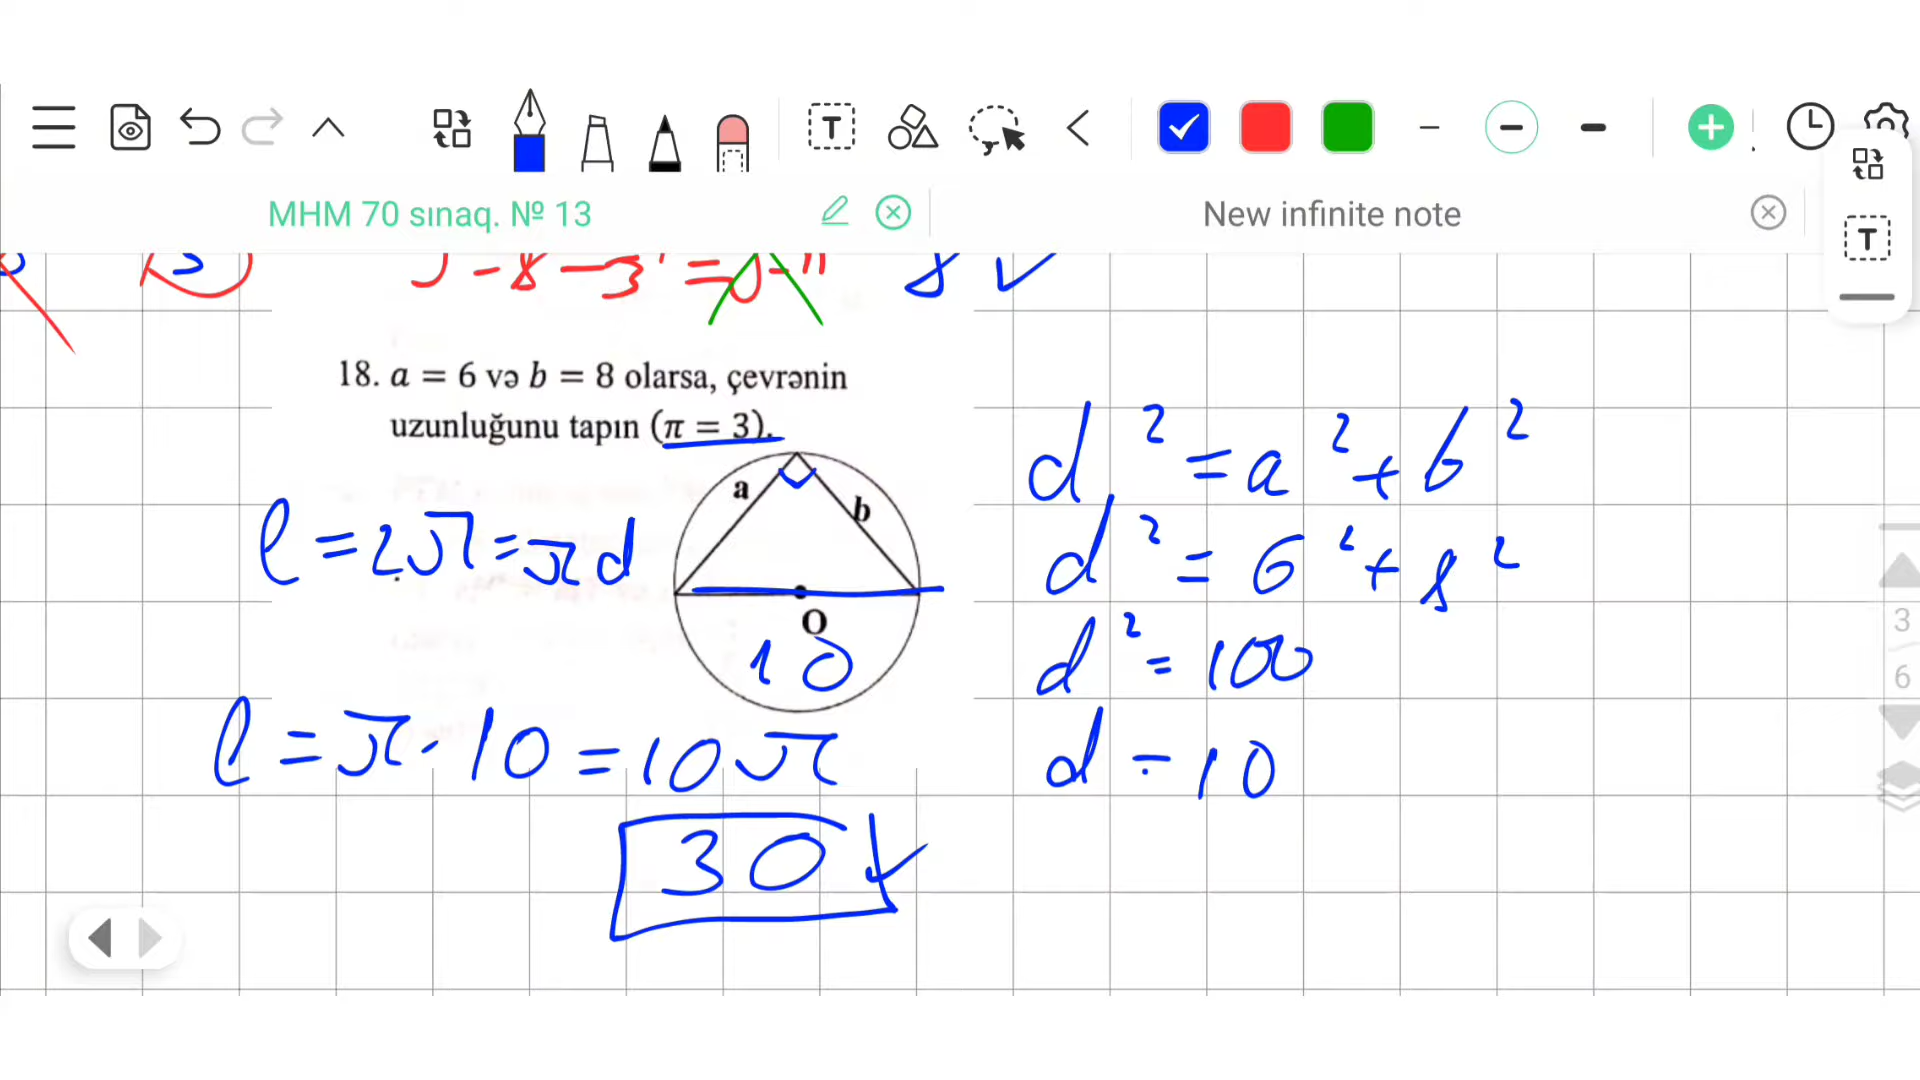 T
MHM 70 sınaq. № 13
New infinite note
T
18. a = 6 və b = 8 olarsa, çevrənin
uzunluğunu tapın (π = 3).
a
b
O
10
l = 2π = πd
l = π · 10 = 10π
30
d² = a² + b²
d² = 6² + 8²
d² = 100
d = 10
3
6